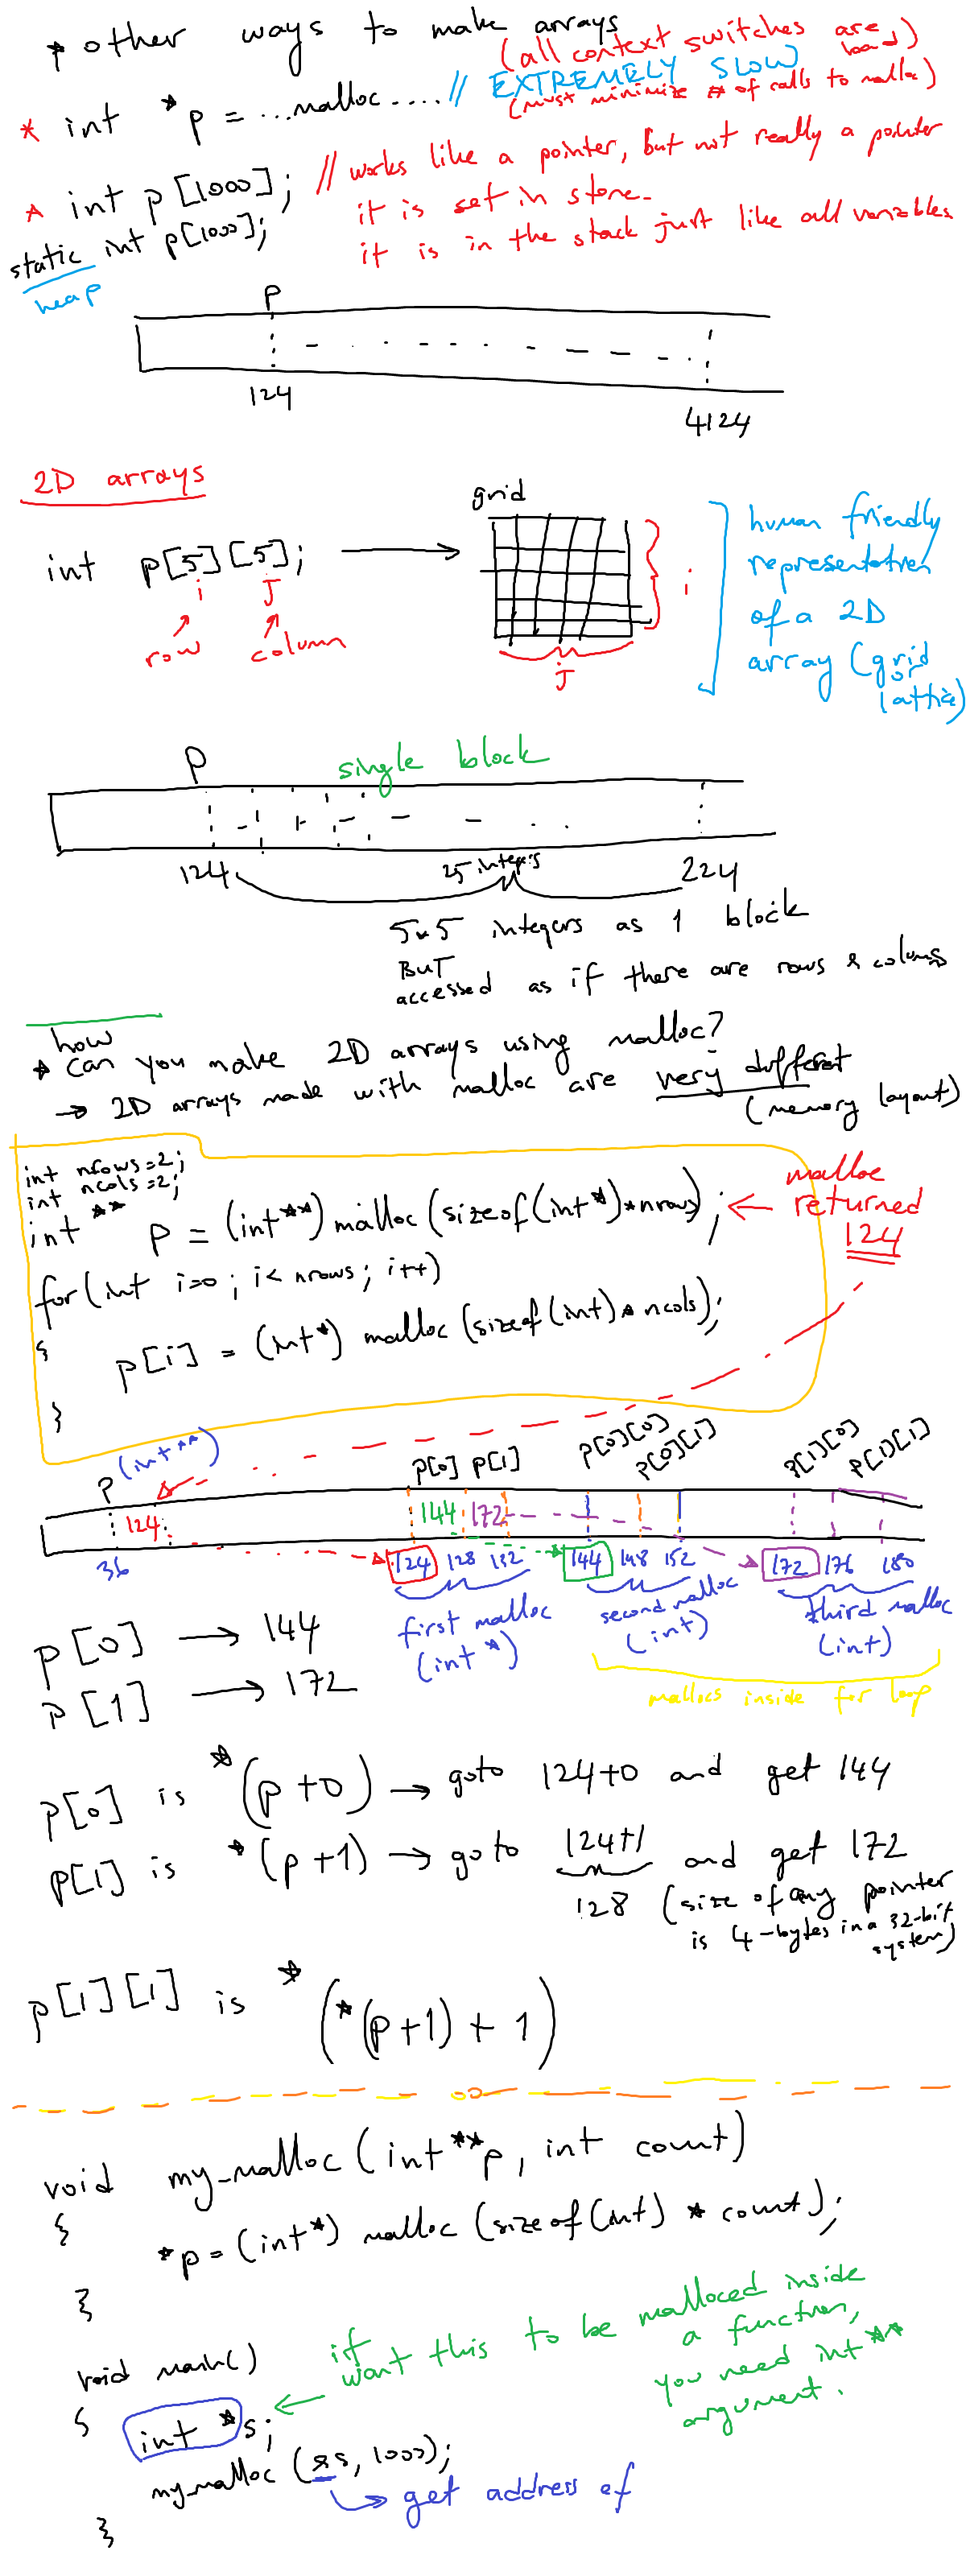 * other ways to make arrays
(all context switches are bad)
* int *p = ...malloc....// EXTREMELY SLOW
(must minimize # of calls to malloc)
* int p[1000]; // works like a pointer, but not really a pointer
it is set in stone.
static int p[1000]; it is in the stack just like all variables
heap
p
124
4124
2D arrays
grid
int p[5][5];
i J
row column
i
J
human friendly
representation
of a 2D
array (grid
or
lattice)
p
single block
124 25 integers 224
5x5 integers as 1 block
BUT
accessed as if there are rows & columns
how
* can you make 2D arrays using malloc?
→ 2D arrays made with malloc are very different
(memory layout)
int nrows=2;
int ncols=2;
int ** p = (int**) malloc (sizeof(int*)*nrows);
← malloc
returned
124
for(int i=0; i< nrows; i++)
{
p[i] = (int*) malloc (sizeof(int)*ncols);
}
p (int**) p[0] p[1] p[0][0] p[0][1] p[1][0] p[1][1]
124 144 172
36 124 128 132 144 148 152 172 176 180
first malloc
(int *)
second malloc
(int)
third malloc
(int)
mallocs inside for loop
p[0] → 144
p[1] → 172
p[0] is *(p+0) → goto 124+0 and get 144
p[1] is *(p+1) → goto 124+1 and get 172
128 (size of any pointer
is 4-bytes in a 32-bit
system)
p[1][1] is *(*(p+1)+1)
void my_malloc (int **p, int count)
{
*p = (int*) malloc (sizeof(int) * count);
}
void main()
{
int *s;
← if
want this to be malloced inside
a function,
you need int**
argument.
my_malloc (&s, 1000);
→ get address of
}